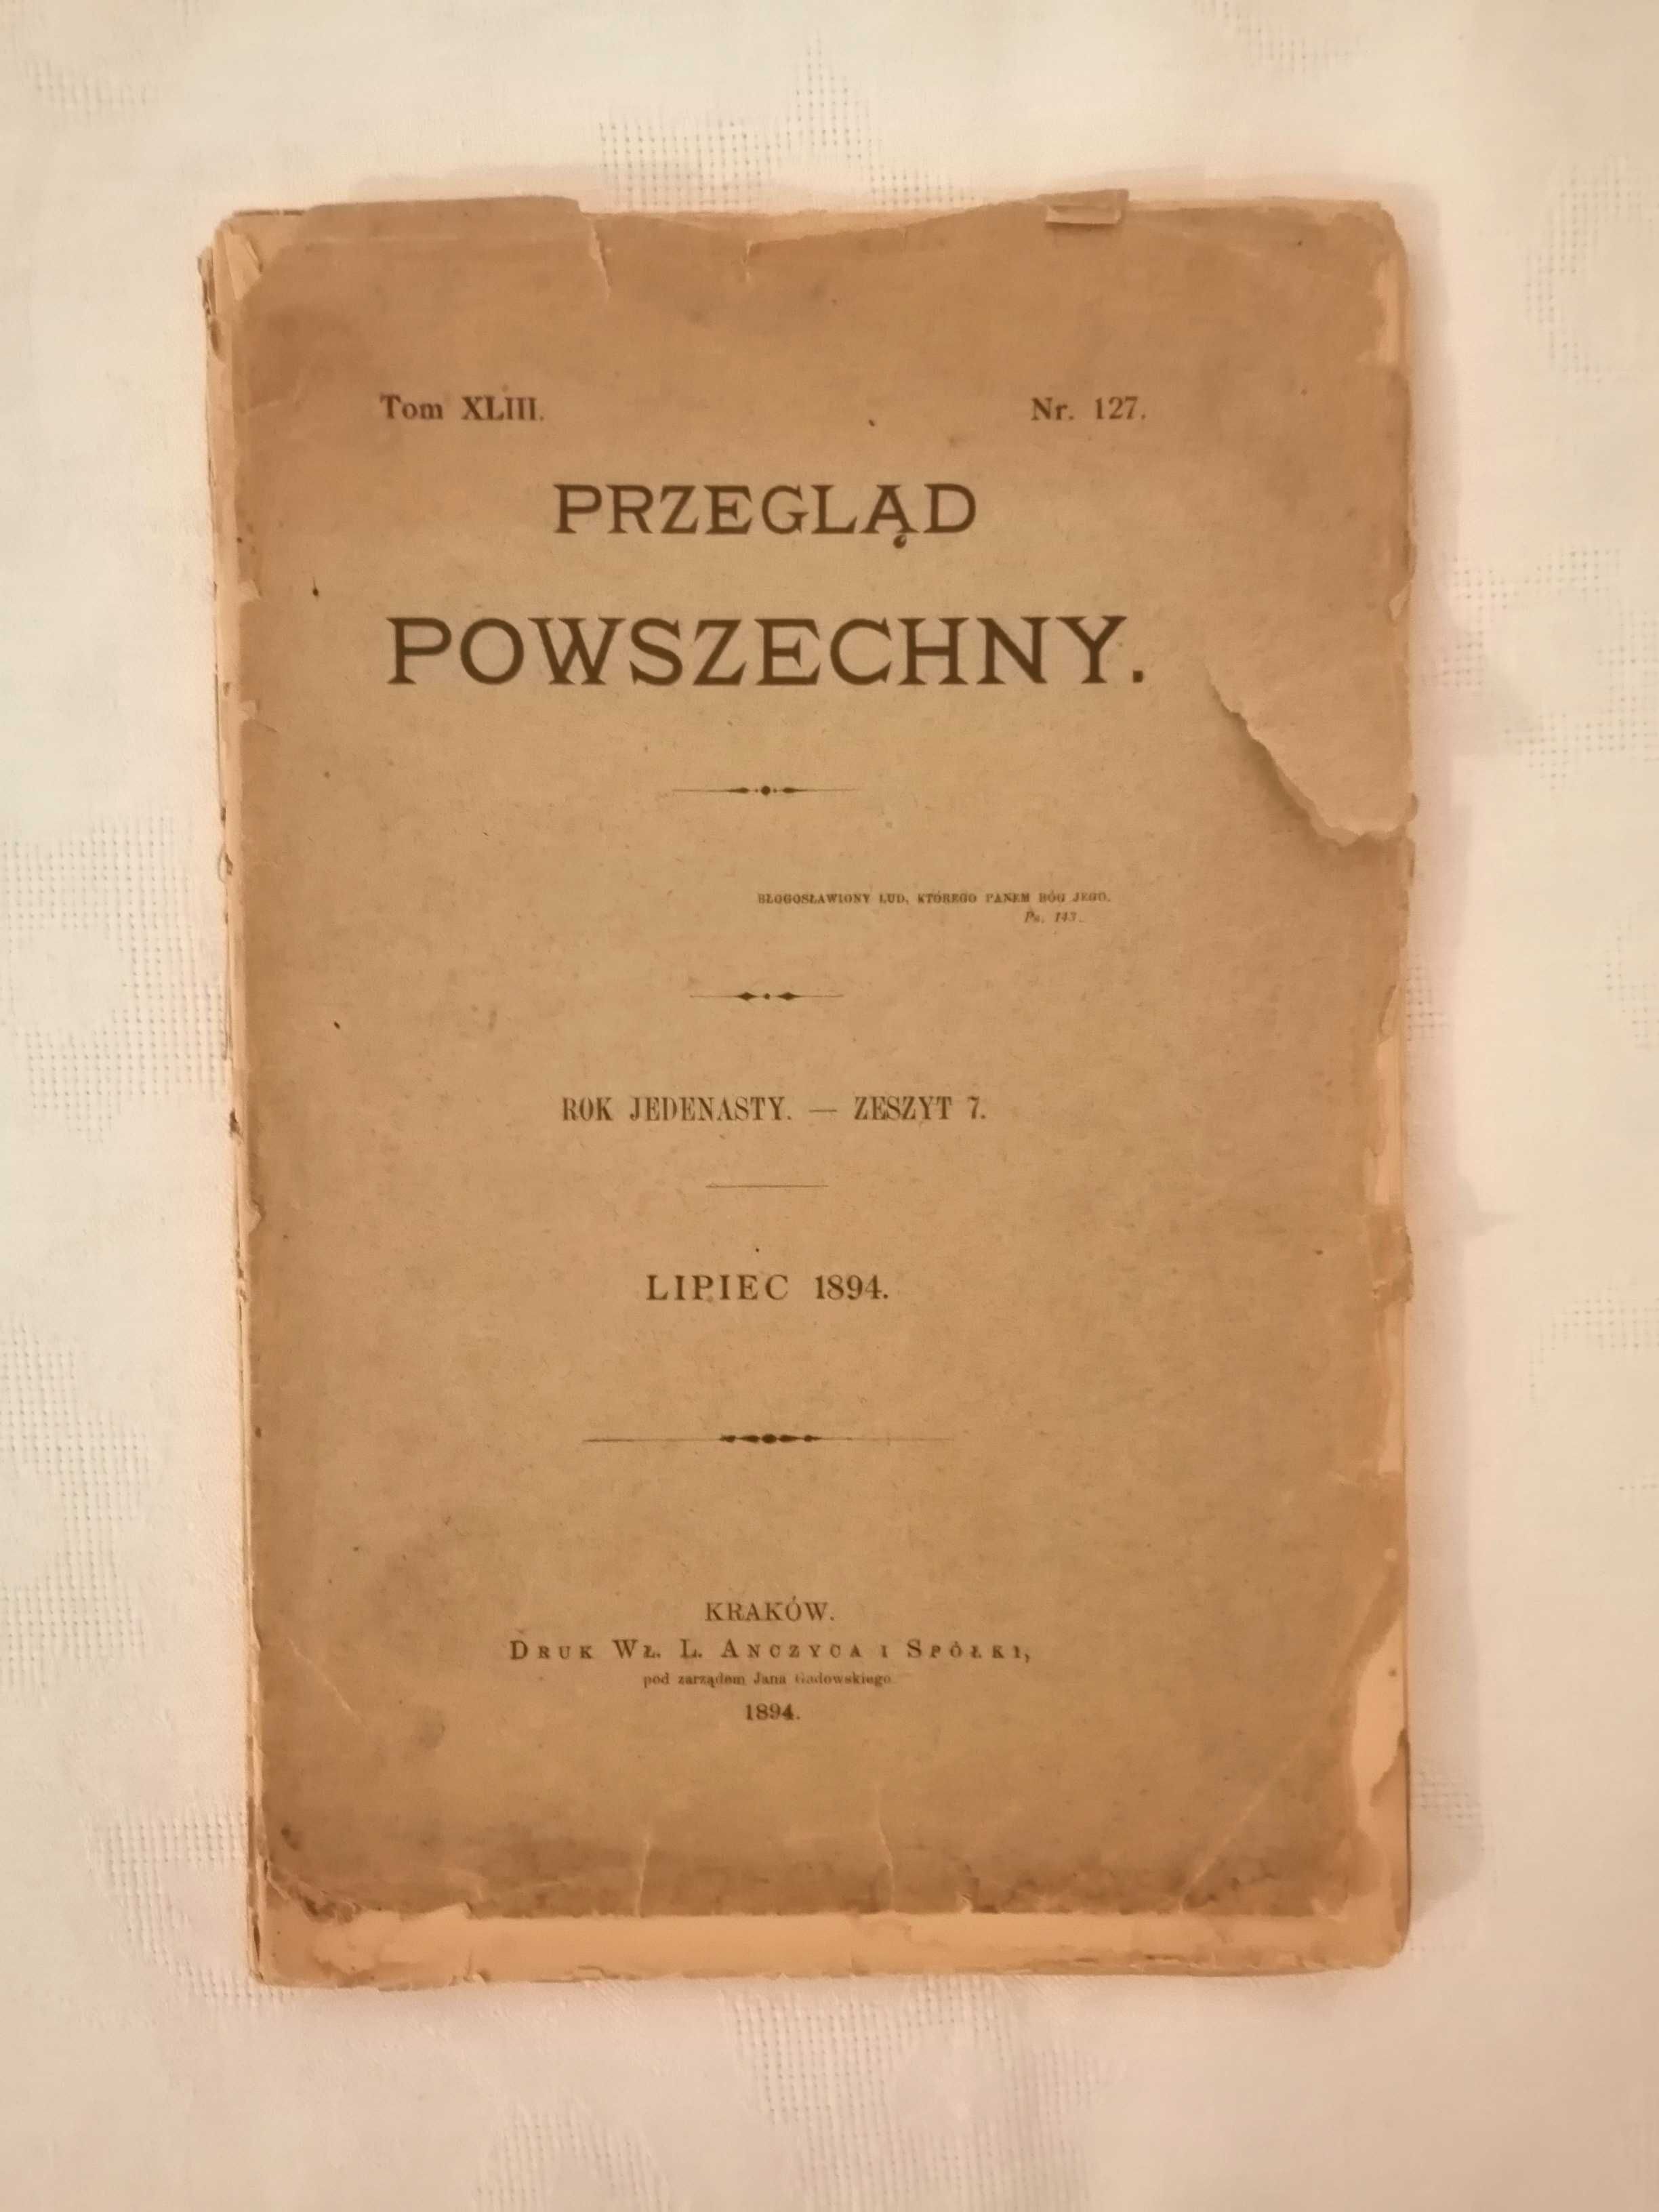 Tom XLIII. Nr. 127.
PRZEGLĄD
POWSZECHNY.
BŁOGOSŁAWIONY LUD, KTÓREGO PANEM BÓG JEGO.
Ps. 143.
ROK JEDENASTY. — ZESZYT 7.
LIPIEC 1894.
KRAKÓW.
DRUK WŁ. L. ANCZYCA I SPÓŁKI,
pod zarządem Jana Gadowskiego
1894.